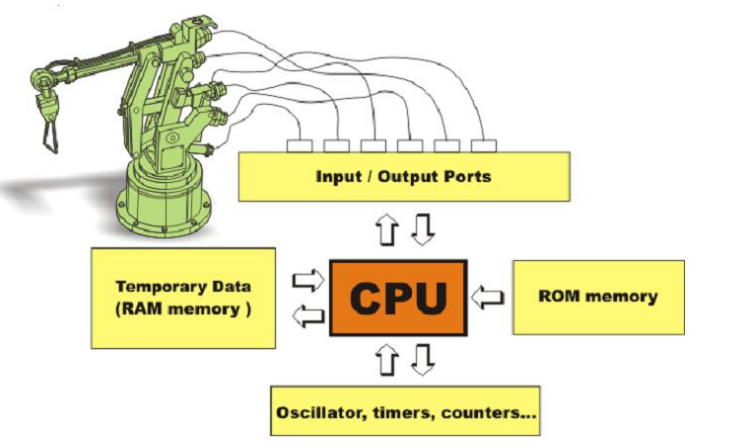 Input / Output Ports
Temporary Data
(RAM memory )
CPU
ROM memory
Oscillator, timers, counters...